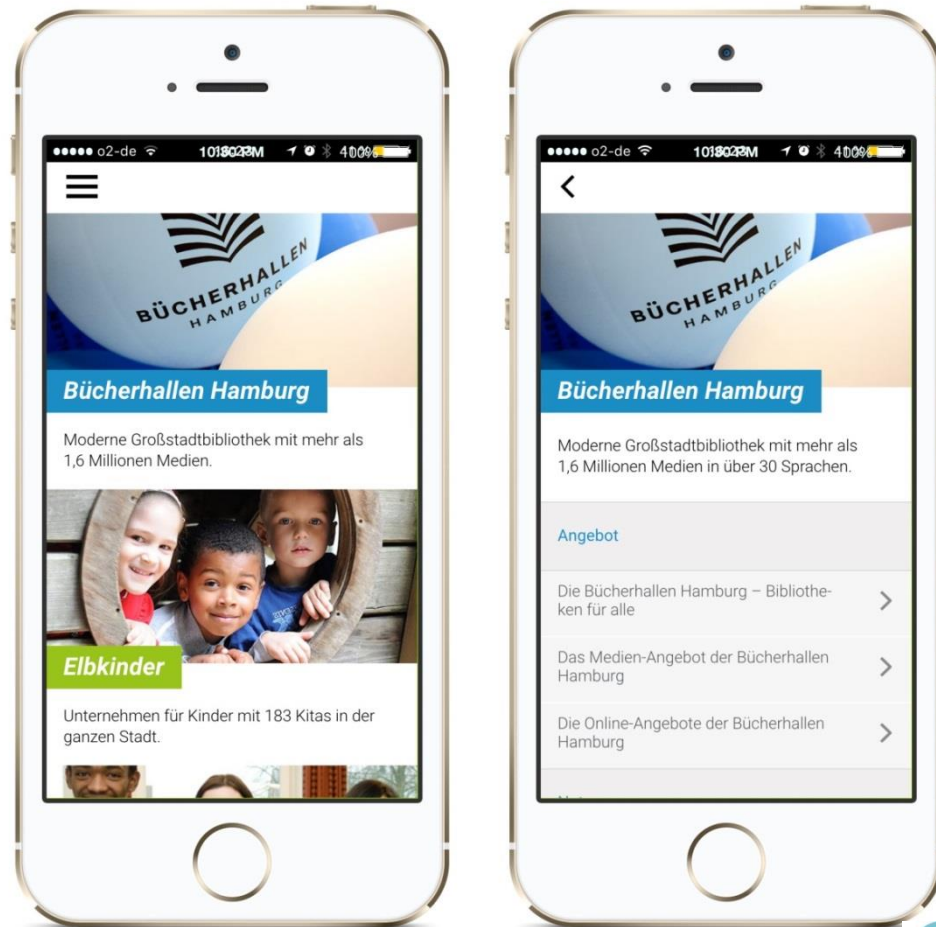 o2-de
BÜCHERHALLEN
HAMBURG
Bücherhallen Hamburg
Moderne Großstadtbibliothek mit mehr als
1,6 Millionen Medien.
Elbkinder
Unternehmen für Kinder mit 183 Kitas in der
ganzen Stadt.
o2-de
BÜCHERHALLEN
HAMBURG
Bücherhallen Hamburg
Moderne Großstadtbibliothek mit mehr als
1,6 Millionen Medien in über 30 Sprachen.
Angebot
Die Bücherhallen Hamburg – Bibliothe-
ken für alle
Das Medien-Angebot der Bücherhallen
Hamburg
Die Online-Angebote der Bücherhallen
Hamburg